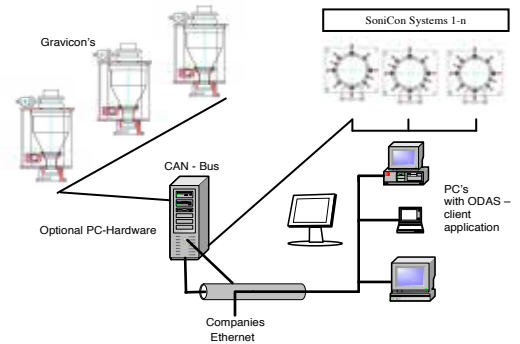 SoniCon Systems 1-n
Gravicon's
CAN - Bus
Optional PC-Hardware
PC's
with ODAS –
client
application
Companies
Ethernet